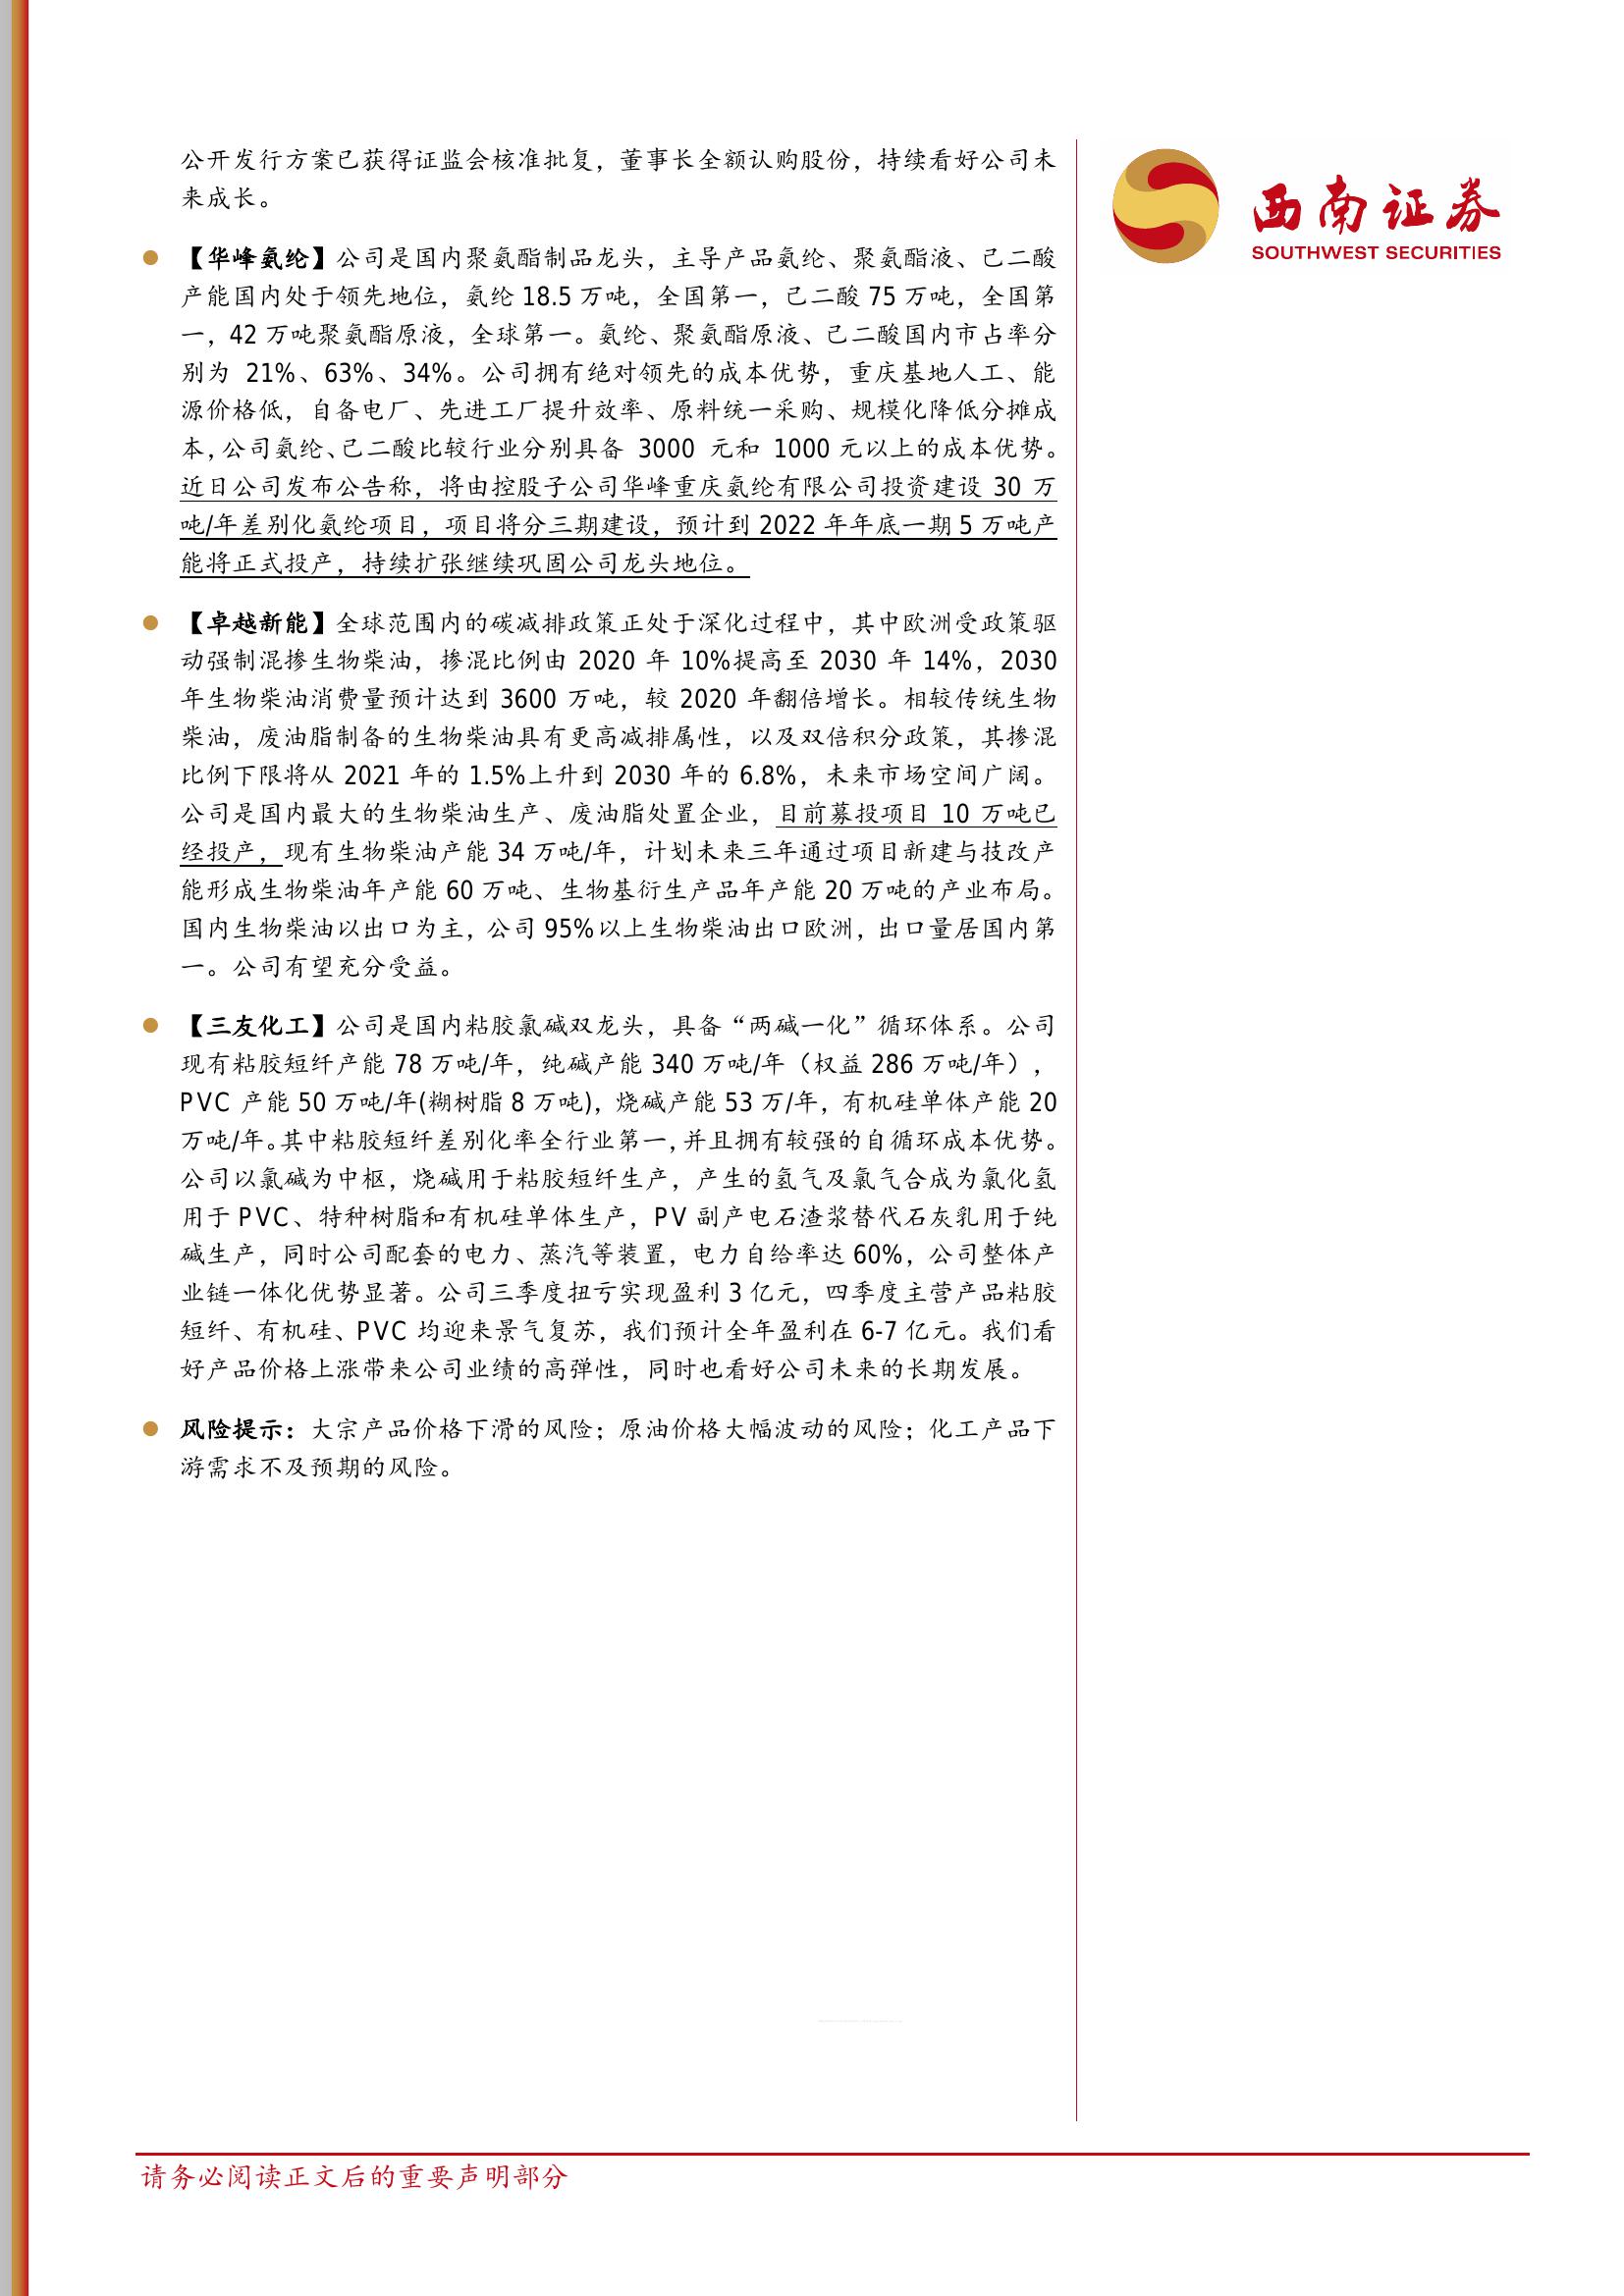 公开发行方案已获得证监会核准批复，董事长全额认购股份，持续看好公司未
来成长。
西南证券
SOUTHWEST SECURITIES
【华峰氨纶】公司是国内聚氨酯制品龙头，主导产品氨纶、聚氨酯液、己二酸
产能国内处于领先地位，氨纶 18.5 万吨，全国第一，己二酸 75 万吨，全国第
一，42 万吨聚氨酯原液，全球第一。氨纶、聚氨酯原液、己二酸国内市占率分
别为 21%、63%、34%。公司拥有绝对领先的成本优势，重庆基地人工、能
源价格低，自备电厂、先进工厂提升效率、原料统一采购、规模化降低分摊成
本，公司氨纶、己二酸比较行业分别具备 3000 元和 1000 元以上的成本优势。
近日公司发布公告称，将由控股子公司华峰重庆氨纶有限公司投资建设 30 万
吨/年差别化氨纶项目，项目将分三期建设，预计到 2022 年年底一期 5 万吨产
能将正式投产，持续扩张继续巩固公司龙头地位。
【卓越新能】全球范围内的碳减排政策正处于深化过程中，其中欧洲受政策驱
动强制混掺生物柴油，掺混比例由 2020 年 10%提高至 2030 年 14%，2030
年生物柴油消费量预计达到 3600 万吨，较 2020 年翻倍增长。相较传统生物
柴油，废油脂制备的生物柴油具有更高减排属性，以及双倍积分政策，其掺混
比例下限将从 2021 年的 1.5%上升到 2030 年的 6.8%，未来市场空间广阔。
公司是国内最大的生物柴油生产、废油脂处置企业，目前募投项目 10 万吨已
经投产，现有生物柴油产能 34 万吨/年，计划未来三年通过项目新建与技改产
能形成生物柴油年产能 60 万吨、生物基衍生产品年产能 20 万吨的产业布局。
国内生物柴油以出口为主，公司 95%以上生物柴油出口欧洲，出口量居国内第
一。公司有望充分受益。
【三友化工】公司是国内粘胶氯碱双龙头，具备“两碱一化”循环体系。公司
现有粘胶短纤产能 78 万吨/年，纯碱产能 340 万吨/年（权益 286 万吨/年），
PVC 产能 50 万吨/年(糊树脂 8 万吨)，烧碱产能 53 万/年，有机硅单体产能 20
万吨/年。其中粘胶短纤差别化率全行业第一，并且拥有较强的自循环成本优势。
公司以氯碱为中枢，烧碱用于粘胶短纤生产，产生的氢气及氯气合成为氯化氢
用于 PVC、特种树脂和有机硅单体生产，PV 副产电石渣浆替代石灰乳用于纯
碱生产，同时公司配套的电力、蒸汽等装置，电力自给率达 60%，公司整体产
业链一体化优势显著。公司三季度扭亏实现盈利 3 亿元，四季度主营产品粘胶
短纤、有机硅、PVC 均迎来景气复苏，我们预计全年盈利在 6-7 亿元。我们看
好产品价格上涨带来公司业绩的高弹性，同时也看好公司未来的长期发展。
风险提示：大宗产品价格下滑的风险；原油价格大幅波动的风险；化工产品下
游需求不及预期的风险。
请务必阅读正文后的重要声明部分